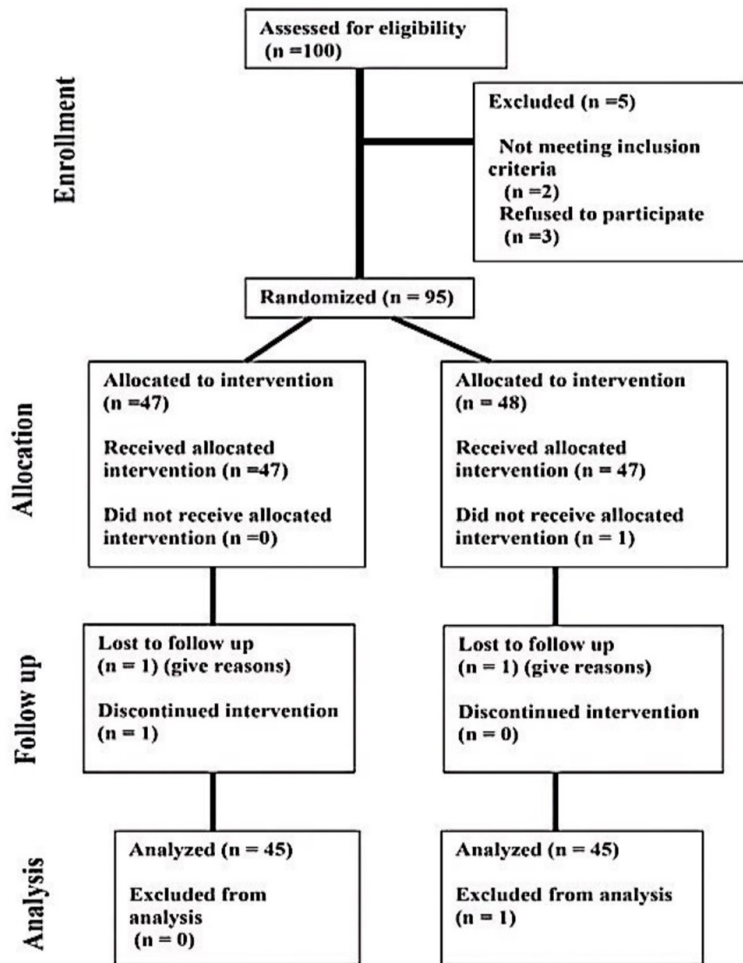 Assessed for eligibility
(n =100)
Enrollment
Excluded (n =5)
Not meeting inclusion
criteria
(n =2)
Refused to participate
(n =3)
Randomized (n = 95)
Allocation
Allocated to intervention
(n =47)
Received allocated
intervention (n =47)
Did not receive allocated
intervention (n =0)
Allocated to intervention
(n = 48)
Received allocated
intervention (n = 47)
Did not receive allocated
intervention (n = 1)
Follow up
Lost to follow up
(n = 1) (give reasons)
Discontinued intervention
(n = 1)
Lost to follow up
(n = 1) (give reasons)
Discontinued intervention
(n = 0)
Analysis
Analyzed (n = 45)
Excluded from
analysis
(n = 0)
Analyzed (n = 45)
Excluded from analysis
(n = 1)